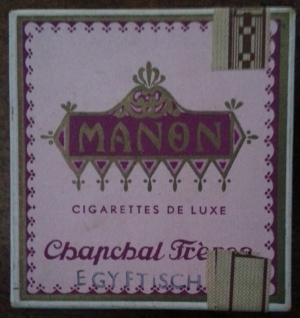 MANON
CIGARETTES DE LUXE
Chapchal Frères
EGYPTISCH